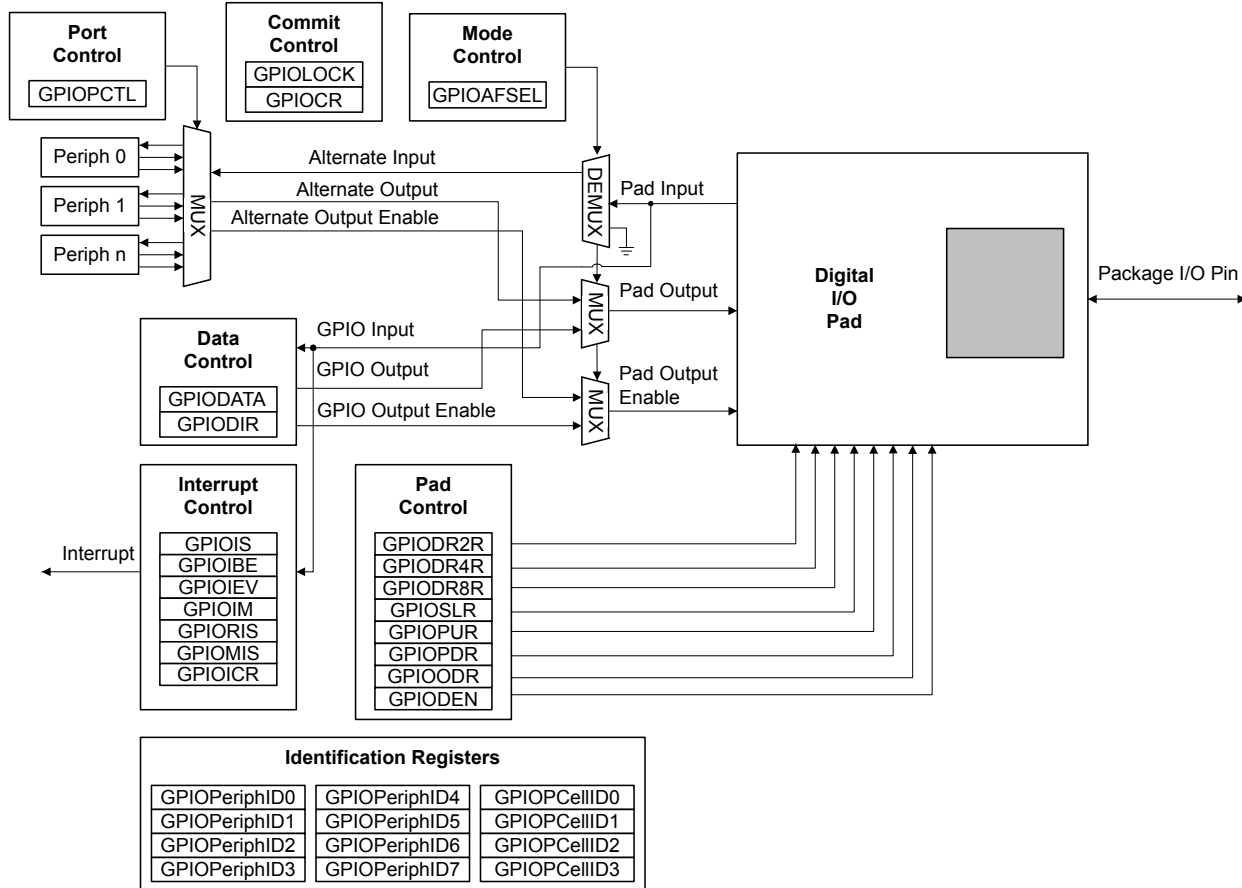 Port
Control
GPIOPCTL
Commit
Control
GPIOLOCK
GPIOCR
Mode
Control
GPIOAFSEL
Periph 0
Periph 1
Periph n
MUX
Alternate Input
Alternate Output
Alternate Output Enable
DEMUX
Pad Input
MUX
Pad Output
MUX
Pad Output
Enable
Digital
I/O
Pad
Package I/O Pin
Data
Control
GPIODATA
GPIODIR
GPIO Input
GPIO Output
GPIO Output Enable
Interrupt
Interrupt
Control
GPIOIS
GPIOIBE
GPIOIEV
GPIOIM
GPIORIS
GPIOMIS
GPIOICR
Pad
Control
GPIODR2R
GPIODR4R
GPIODR8R
GPIOSLR
GPIOPUR
GPIOPDR
GPIOODR
GPIODEN
Identification Registers
GPIOPeriphID0
GPIOPeriphID1
GPIOPeriphID2
GPIOPeriphID3
GPIOPeriphID4
GPIOPeriphID5
GPIOPeriphID6
GPIOPeriphID7
GPIOPCellID0
GPIOPCellID1
GPIOPCellID2
GPIOPCellID3